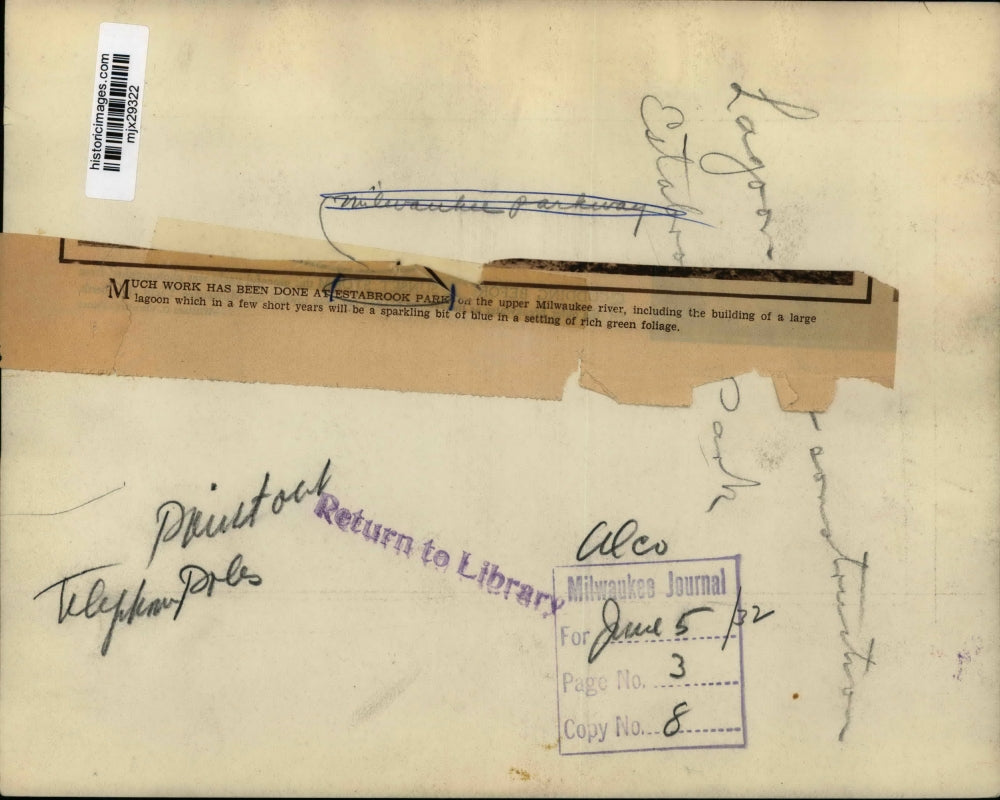 historicimages.com
mjx29322
Lagoon
Estabro
Park
Milwaukee Parkway
MUCH WORK HAS BEEN DONE AT ESTABROOK PARK on the upper Milwaukee river, including the building of a large
lagoon which in a few short years will be a sparkling bit of blue in a setting of rich green foliage.
Paint out
Telephone Poles
Return to Library
Alco
Milwaukee Journal
For June 5/32
Page No. 3
Copy No. 8